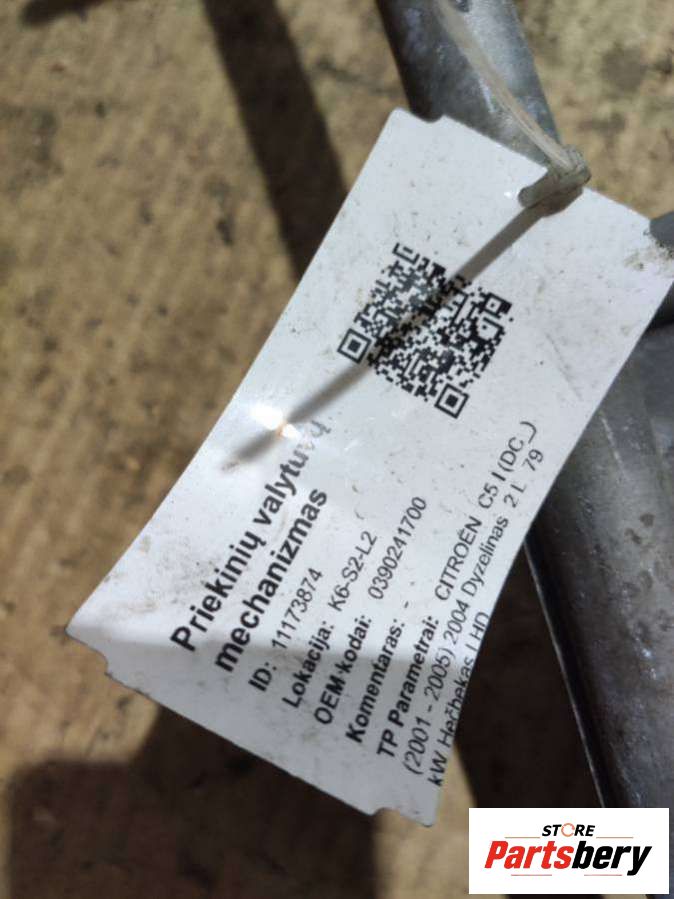 Priekinių valytuvų
mechanizmas
ID: 11173874
Lokacija: K6-S2-L2
OEM kodai: 0390241700
Komentaras: -
TP Parametrai: CITROËN C5 I (DC_)
(2001 - 2005) 2004 Dyzelinas 2 L 79
kW Hečbekas LHD
STORE
Partsbery